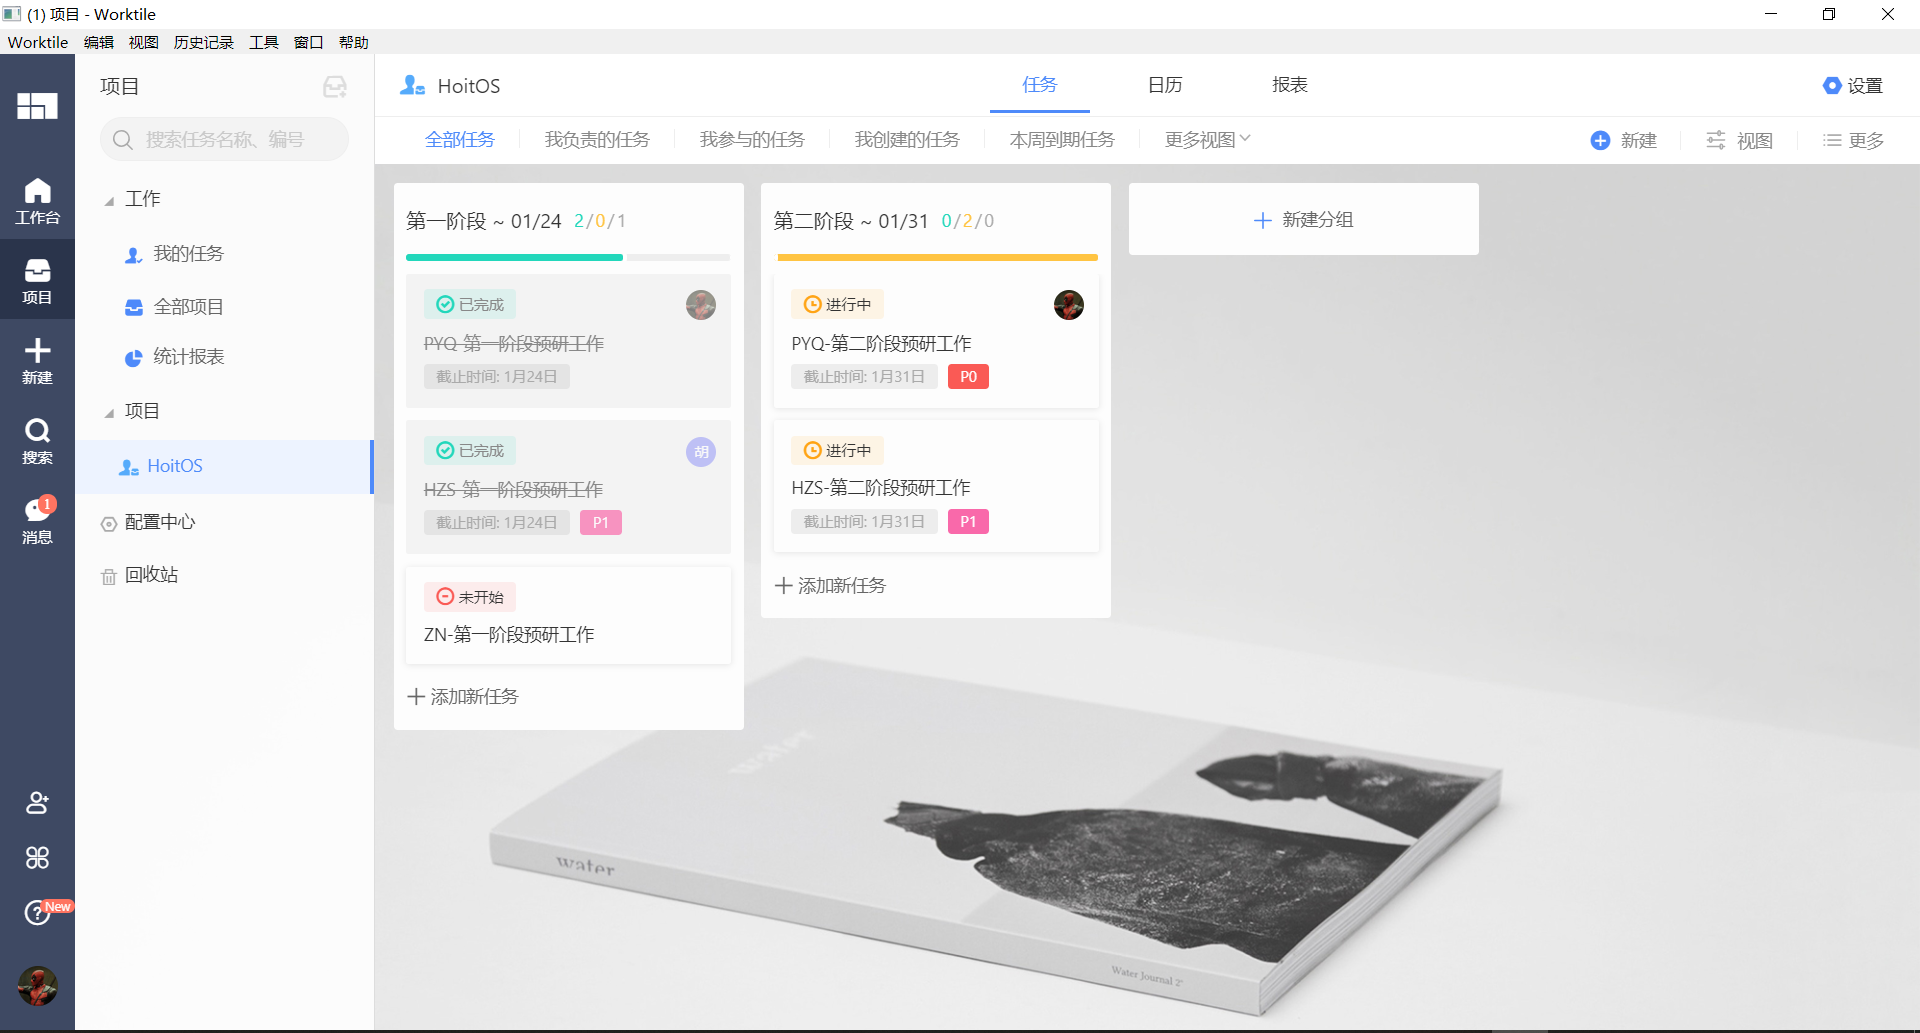 (1) 项目 - Worktile
Worktile 编辑 视图 历史记录 工具 窗口 帮助
工作台
项目
新建
搜索
1
消息
New
项目
搜索任务名称、编号
工作
我的任务
全部项目
统计报表
项目
HoitOS
配置中心
回收站
HoitOS
任务 日历 报表
设置
全部任务 我负责的任务 我参与的任务 我创建的任务 本周到期任务 更多视图
新建 视图 更多
第一阶段 ~ 01/24 2/0/1
已完成
PYQ-第一阶段预研工作
截止时间: 1月24日
已完成
胡
HZS-第一阶段预研工作
截止时间: 1月24日 P1
未开始
ZN-第一阶段预研工作
添加新任务
第二阶段 ~ 01/31 0/2/0
进行中
PYQ-第二阶段预研工作
截止时间: 1月31日 P0
进行中
HZS-第二阶段预研工作
截止时间: 1月31日 P1
添加新任务
新建分组
water
water
Water Journal 2"